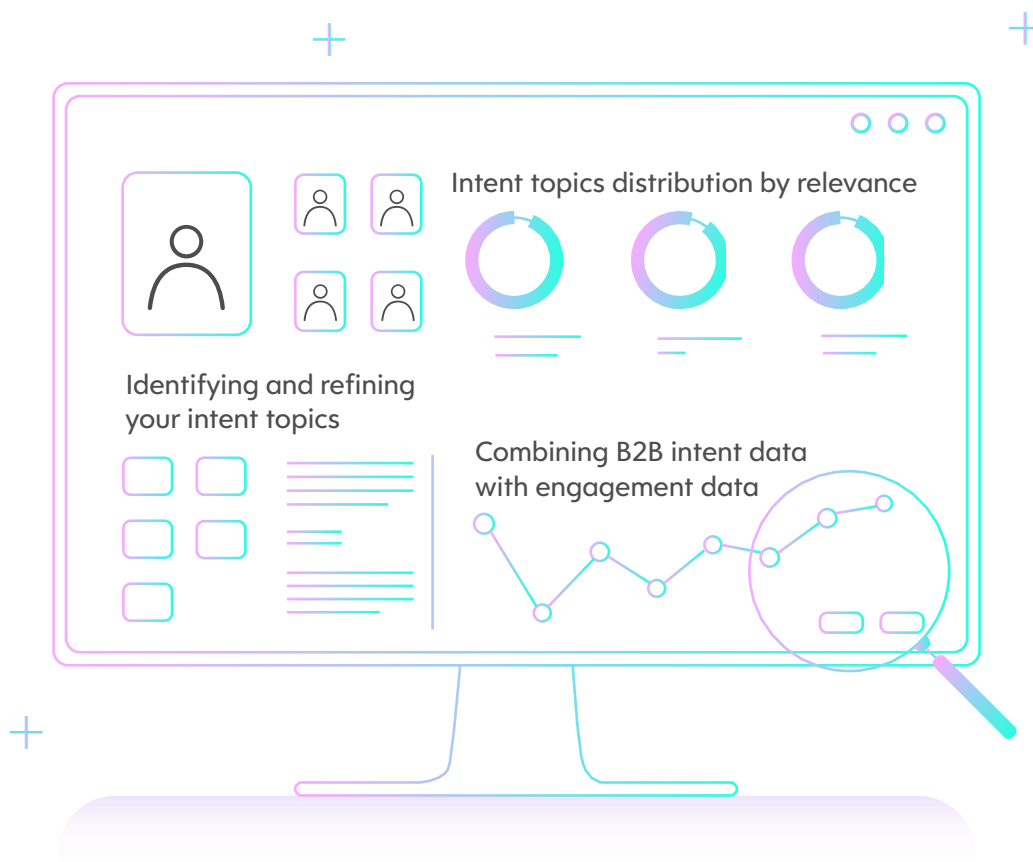 Intent topics distribution by relevance
Identifying and refining
your intent topics
Combining B2B intent data
with engagement data